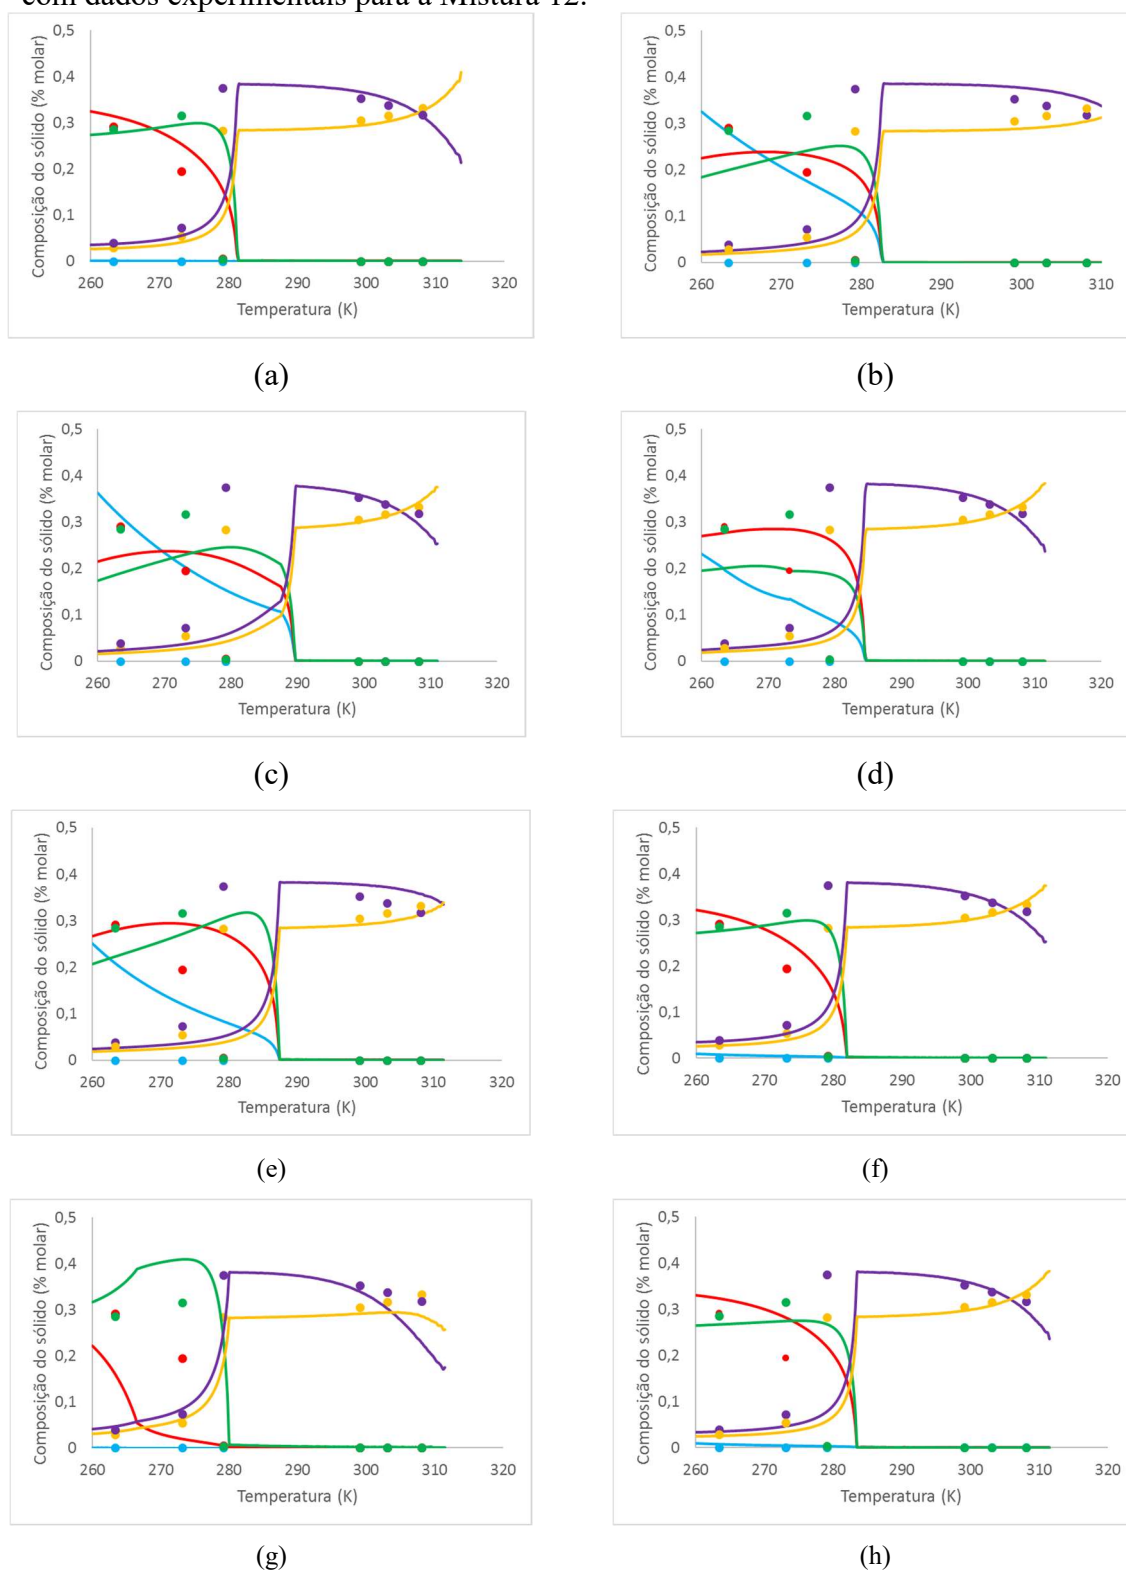 com dados experimentais para a Mistura 12.
Composição do sólido (% molar)
0,5
0,4
0,3
0,2
0,1
0
260 270 280 290 300 310 320
Temperatura (K)
(a)
Composição do sólido (% molar)
0,5
0,4
0,3
0,2
0,1
0
260 270 280 290 300 310
Temperatura (K)
(b)
Composição do sólido (% molar)
0,5
0,4
0,3
0,2
0,1
0
260 270 280 290 300 310 320
Temperatura (K)
(c)
Composição do sólido (% molar)
0,5
0,4
0,3
0,2
0,1
0
260 270 280 290 300 310 320
Temperatura (K)
(d)
Composição do sólido (% molar)
0,5
0,4
0,3
0,2
0,1
0
260 270 280 290 300 310 320
Temperatura (K)
(e)
Composição do sólido (% molar)
0,5
0,4
0,3
0,2
0,1
0
260 270 280 290 300 310 320
Temperatura (K)
(f)
Composição do sólido (% molar)
0,5
0,4
0,3
0,2
0,1
0
260 270 280 290 300 310 320
Temperatura (K)
(g)
Composição do sólido (% molar)
0,5
0,4
0,3
0,2
0,1
0
260 270 280 290 300 310 320
Temperatura (K)
(h)